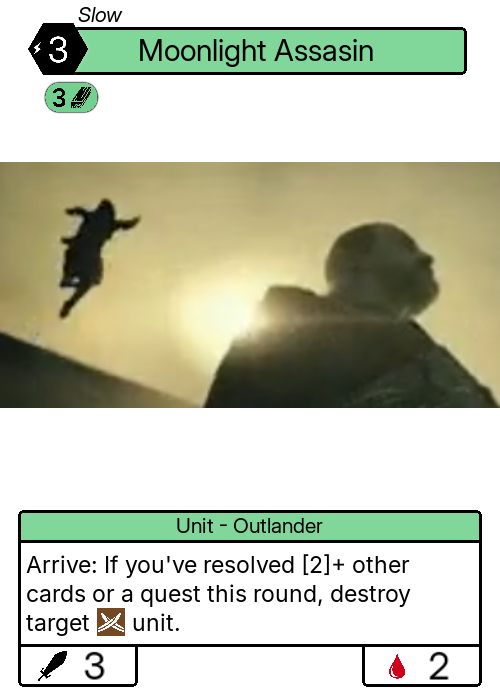 Slow
3 Moonlight Assasin
3
Unit - Outlander
Arrive: If you've resolved [2]+ other
cards or a quest this round, destroy
target unit.
3 2